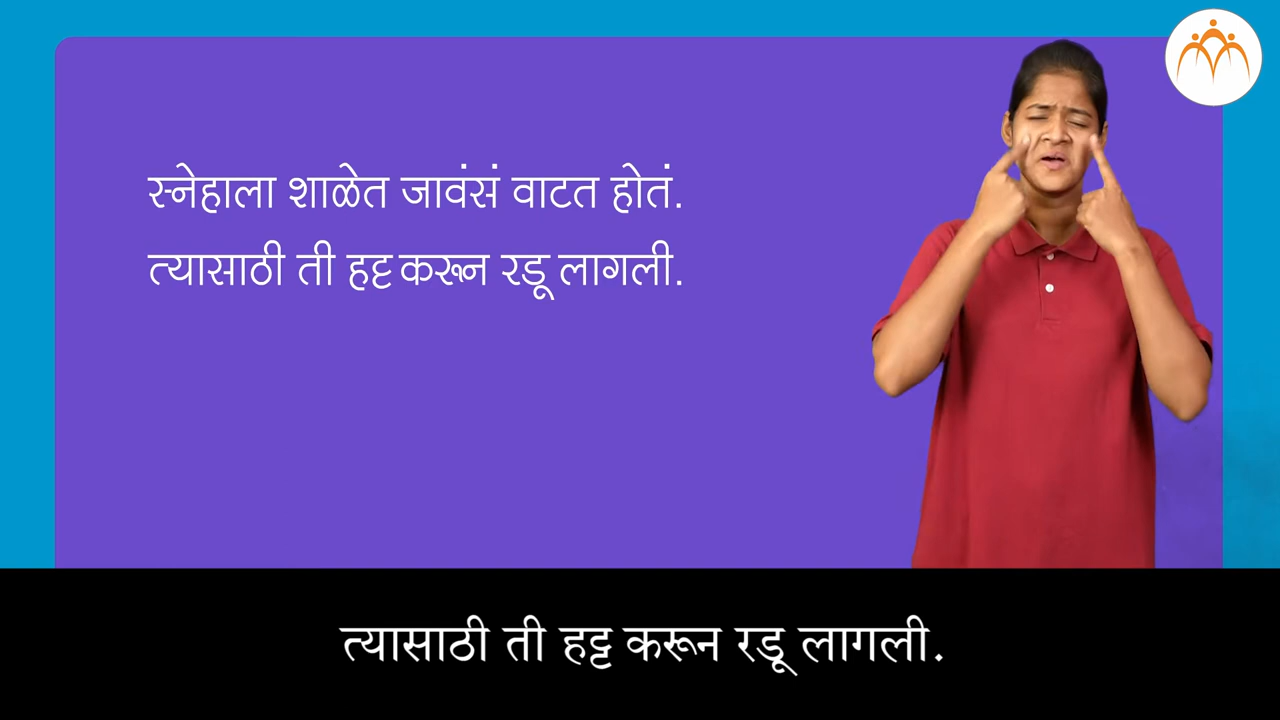 स्नेहाला शाळेत जावंसं वाटत होतं.
त्यासाठी ती हट्ट करून रडू लागली.
त्यासाठी ती हट्ट करून रडू लागली.